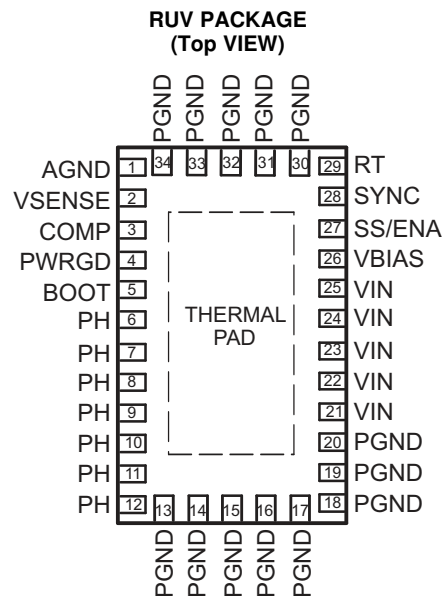 RUV PACKAGE
(Top VIEW)
PGND PGND PGND PGND PGND
34 33 32 31 30
AGND 1 29 RT
VSENSE 2 28 SYNC
COMP 3 27 SS/ENA
PWRGD 4 26 VBIAS
BOOT 5 25 VIN
PH 6 24 VIN
THERMAL
PAD
PH 7 23 VIN
PH 8 22 VIN
PH 9 21 VIN
PH 10 20 PGND
PH 11 19 PGND
PH 12 18 PGND
13 14 15 16 17
PGND PGND PGND PGND PGND